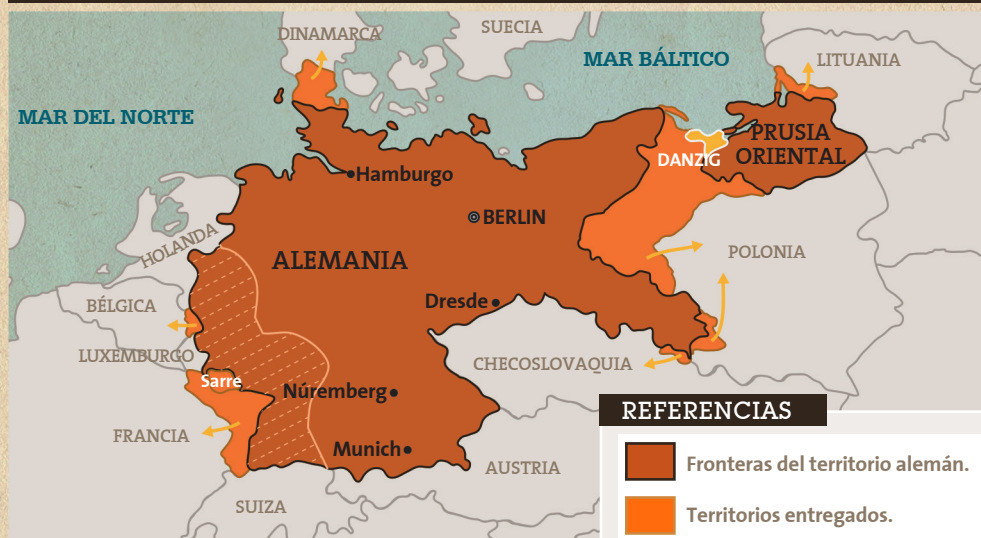 DINAMARCA
SUECIA
MAR BÁLTICO
LITUANIA
MAR DEL NORTE
PRUSIA
ORIENTAL
DANZIG
Hamburgo
BERLIN
HOLANDA
ALEMANIA
POLONIA
BÉLGICA
Dresde
LUXEMBURGO
CHECOSLOVAQUIA
Sarre
Núremberg
FRANCIA
Munich
AUSTRIA
SUIZA
REFERENCIAS
Fronteras del territorio alemán.
Territorios entregados.